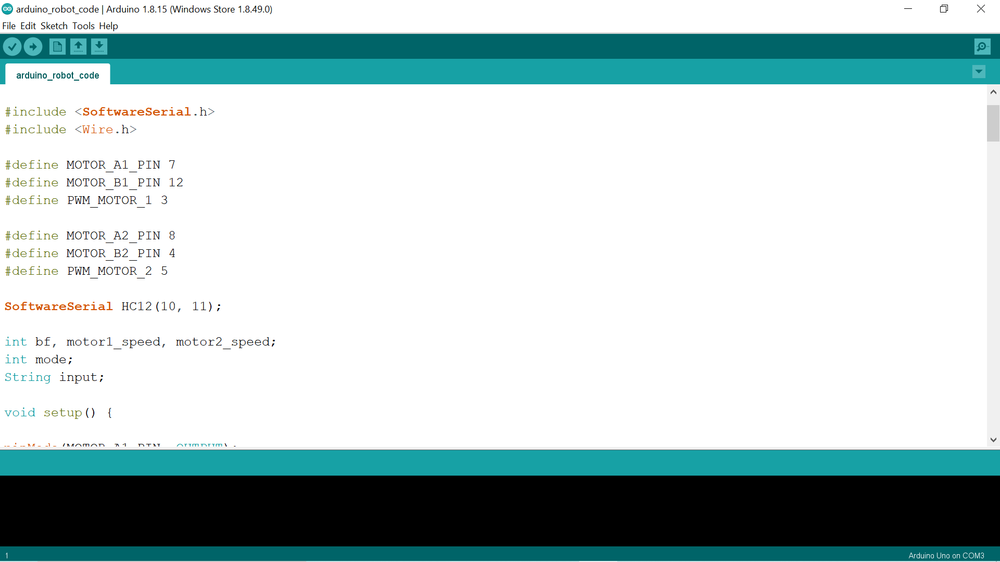 arduino_robot_code | Arduino 1.8.15 (Windows Store 1.8.49.0)
File Edit Sketch Tools Help
arduino_robot_code
#include <SoftwareSerial.h>
#include <Wire.h>
#define MOTOR_A1_PIN 7
#define MOTOR_B1_PIN 12
#define PWM_MOTOR_1 3
#define MOTOR_A2_PIN 8
#define MOTOR_B2_PIN 4
#define PWM_MOTOR_2 5
SoftwareSerial HC12(10, 11);
int bf, motor1_speed, motor2_speed;
int mode;
String input;
void setup() {
pinMode(MOTOR_A1_PIN, OUTPUT);
1
Arduino Uno on COM3